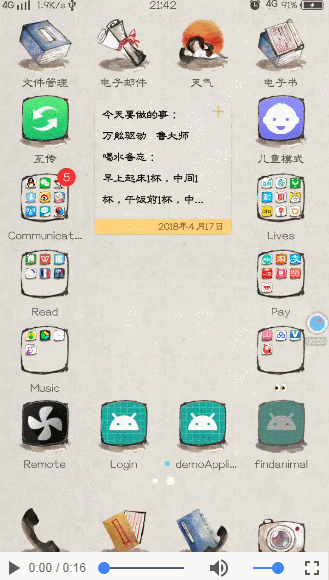 4G 1.9K/s 21:42 4G 91%
文件管理 电子邮件 天气 电子书
今天要做的事：
万能驱动 鲁大师
喝水备忘：
早上起床1杯，中间1
杯，午饭前1杯，中...
2018年4月17日
互传 儿童模式
5
Communicat... Lives
Read Pay
Music
Remote Login demoAppli... findanimal
0:00 / 0:16